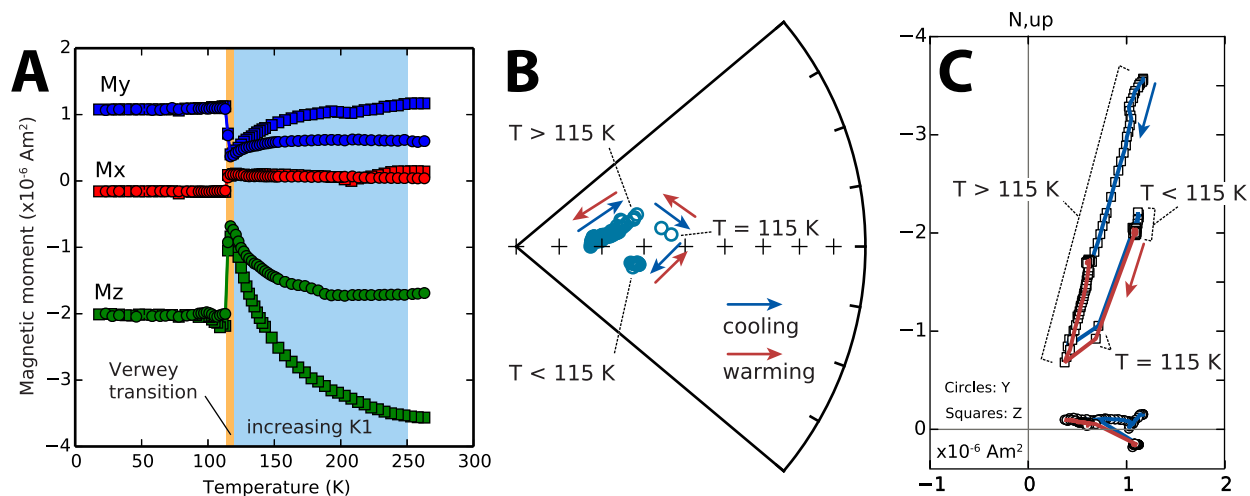 A
2
1
0
−1
−2
−3
−4
Magnetic moment (x10⁻⁶ Am²)
My
Mx
Mz
Verwey
transition
increasing K1
0
50
100
150
200
250
300
Temperature (K)
B
T > 115 K
T = 115 K
T < 115 K
cooling
warming
C
N,up
−4
−3
−2
−1
0
T > 115 K
T < 115 K
T = 115 K
Circles: Y
Squares: Z
x10⁻⁶ Am²
−1
0
1
2